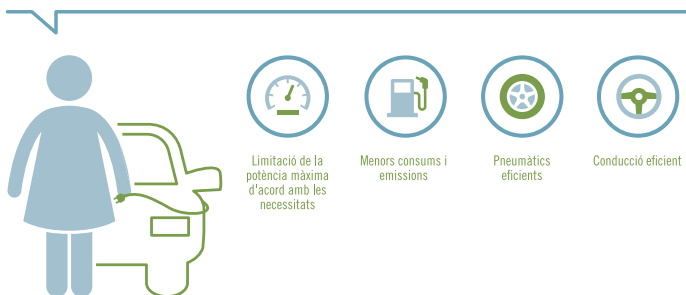 Limitació de la
potència màxima
d'acord amb les
necessitats
Menors consums i
emissions
Pneumàtics
eficients
Conducció eficient